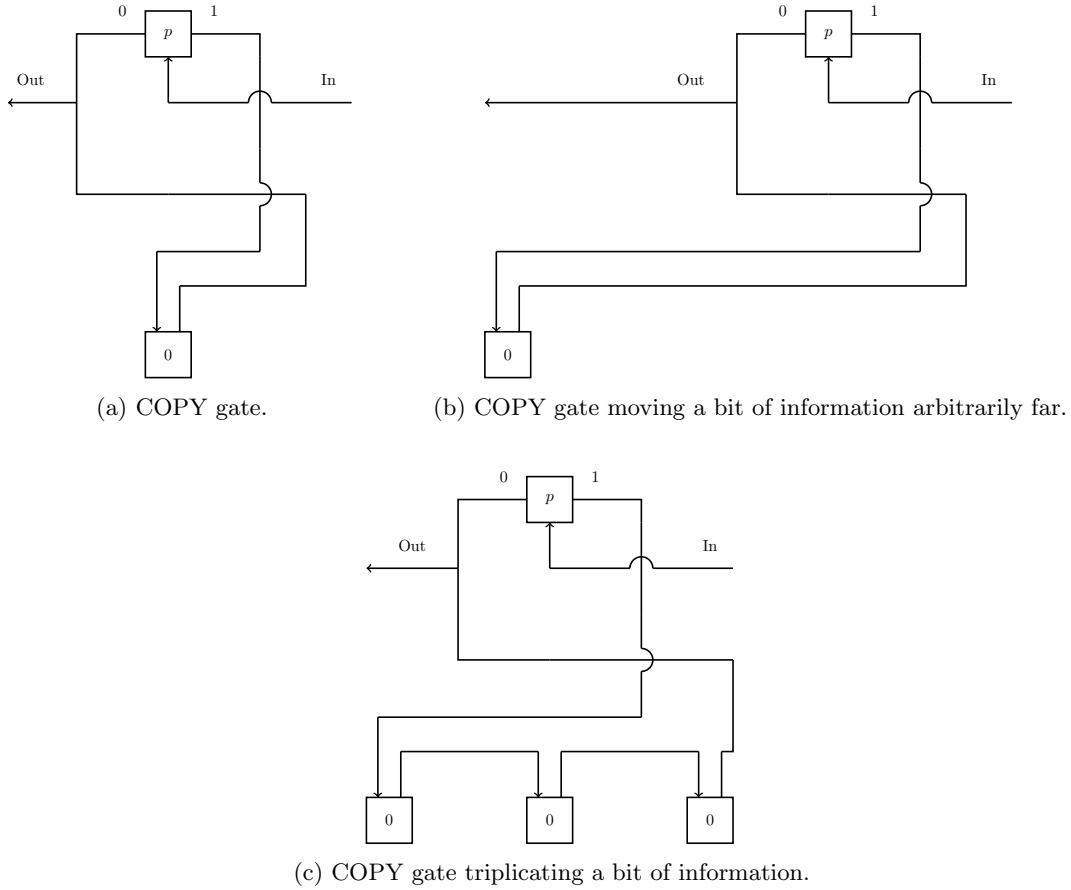 0 p 1
Out In
0
(a) COPY gate.
0 p 1
Out In
0
(b) COPY gate moving a bit of information arbitrarily far.
0 p 1
Out In
0 0 0
(c) COPY gate triplicating a bit of information.